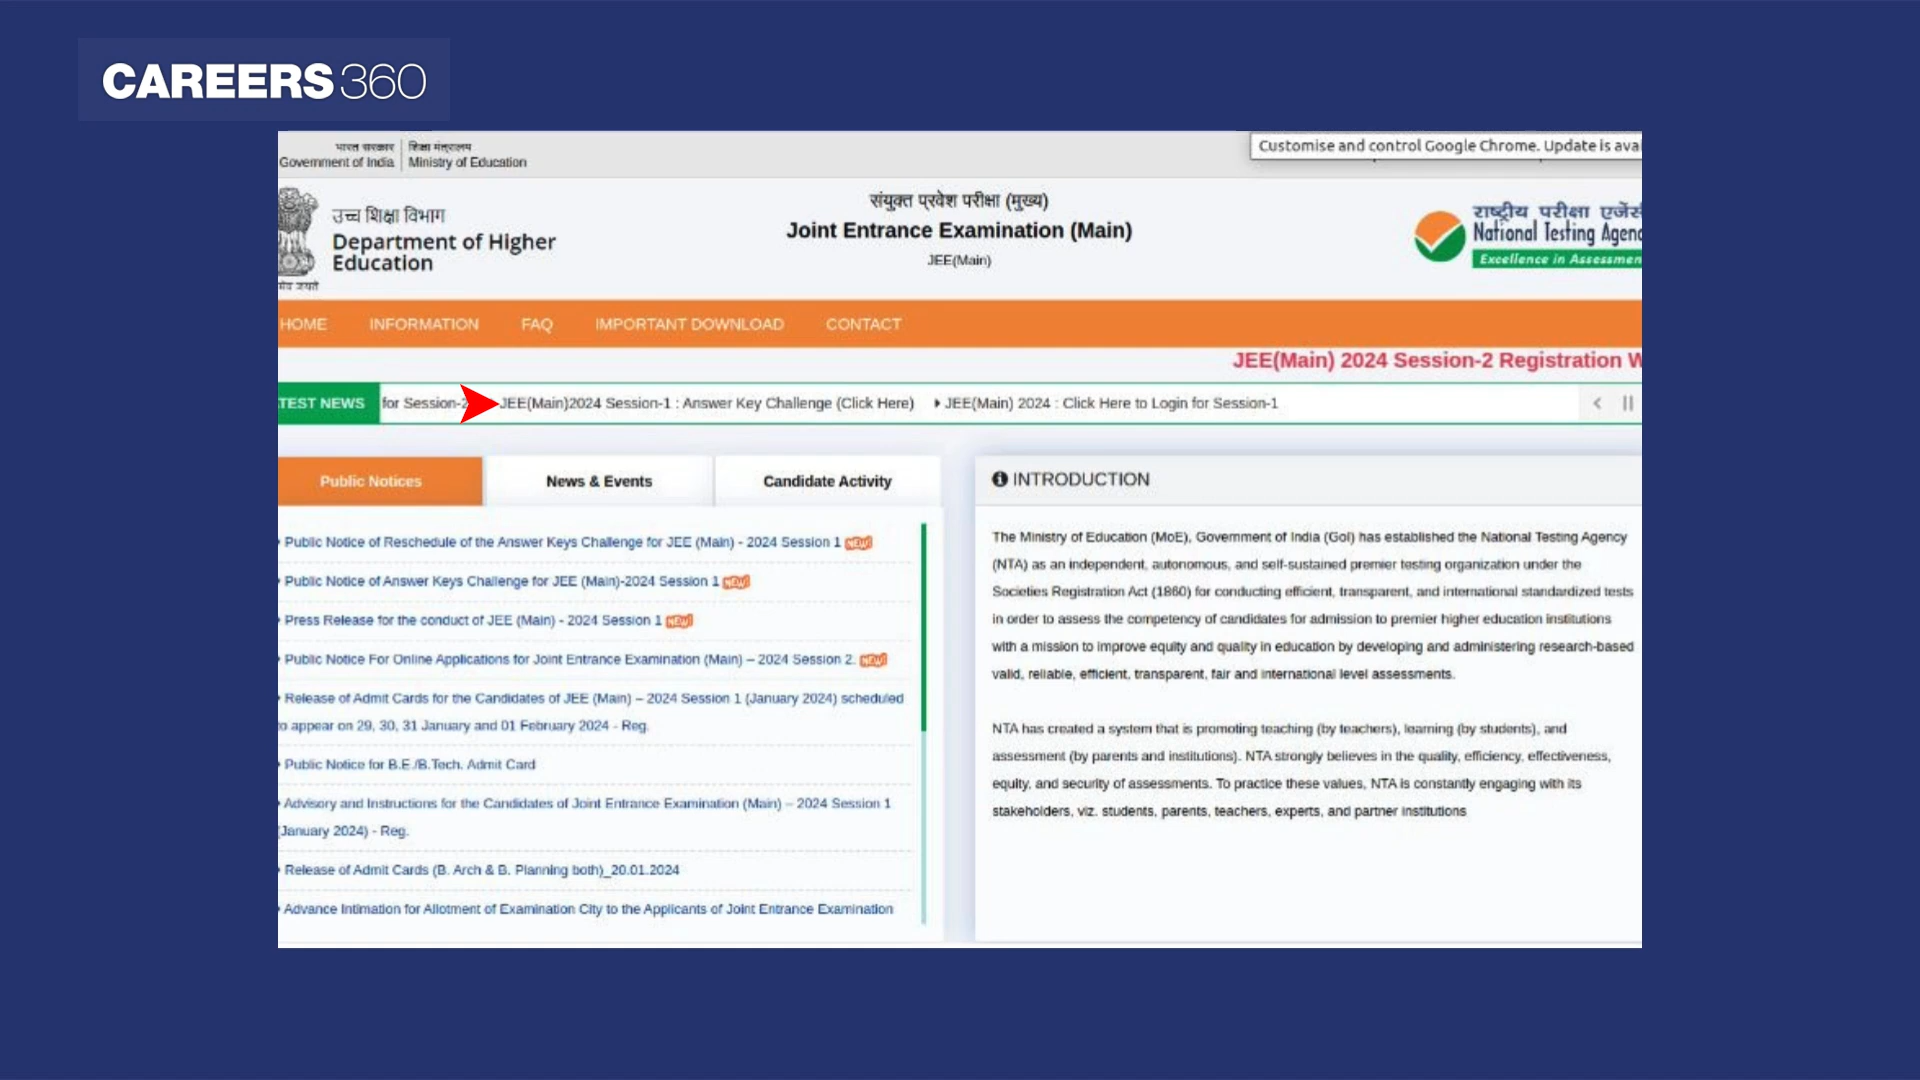 CAREERS360
भारत सरकार
शिक्षा मंत्रालय
Government of India
Ministry of Education
Customise and control Google Chrome. Update is
उच्च शिक्षा विभाग
Department of Higher
Education
संयुक्त प्रवेश परीक्षा (मुख्य)
Joint Entrance Examination (Main)
JEE(Main)
राष्ट्रीय परीक्षा
National Testing
Excellence in
HOME INFORMATION FAQ IMPORTANT DOWNLOAD CONTACT
JEE(Main) 2024 Session-2 Registration
NEWS for Session-2 JEE(Main)2024 Session-1 : Answer Key Challenge (Click Here) JEE(Main) 2024 : Click Here to Login for Session-1
Public Notices
News & Events
Candidate Activity
Public Notice of Reschedule of the Answer Keys Challenge for JEE (Main) - 2024 Session 1 NEW
Public Notice of Answer Keys Challenge for JEE (Main)-2024 Session 1 NEW
Press Release for the conduct of JEE (Main) - 2024 Session 1 NEW
Public Notice For Online Applications for Joint Entrance Examination (Main) – 2024 Session 2. NEW
Release of Admit Cards for the Candidates of JEE (Main) – 2024 Session 1 (January 2024) scheduled
to appear on 29, 30, 31 January and 01 February 2024 - Reg.
Public Notice for B.E./B.Tech. Admit Card
Advisory and Instructions for the Candidates of Joint Entrance Examination (Main) – 2024 Session 1
(January 2024) - Reg.
Release of Admit Cards (B. Arch & B. Planning both)_20.01.2024
Advance Intimation for Allotment of Examination City to the Applicants of Joint Entrance Examination
INTRODUCTION
The Ministry of Education (MoE), Government of India (GoI) has established the National Testing Agency
(NTA) as an independent, autonomous, and self-sustained premier testing organization under the
Societies Registration Act (1860) for conducting efficient, transparent, and international standardized tests
in order to assess the competency of candidates for admission to premier higher education institutions
with a mission to improve equity and quality in education by developing and administering research-based
valid, reliable, efficient, transparent, fair and international level assessments.
NTA has created a system that is promoting teaching (by teachers), learning (by students), and
assessment (by parents and institutions). NTA strongly believes in the quality, efficiency, effectiveness,
equity, and security of assessments. To practice these values, NTA is constantly engaging with its
stakeholders, viz. students, parents, teachers, experts, and partner institutions